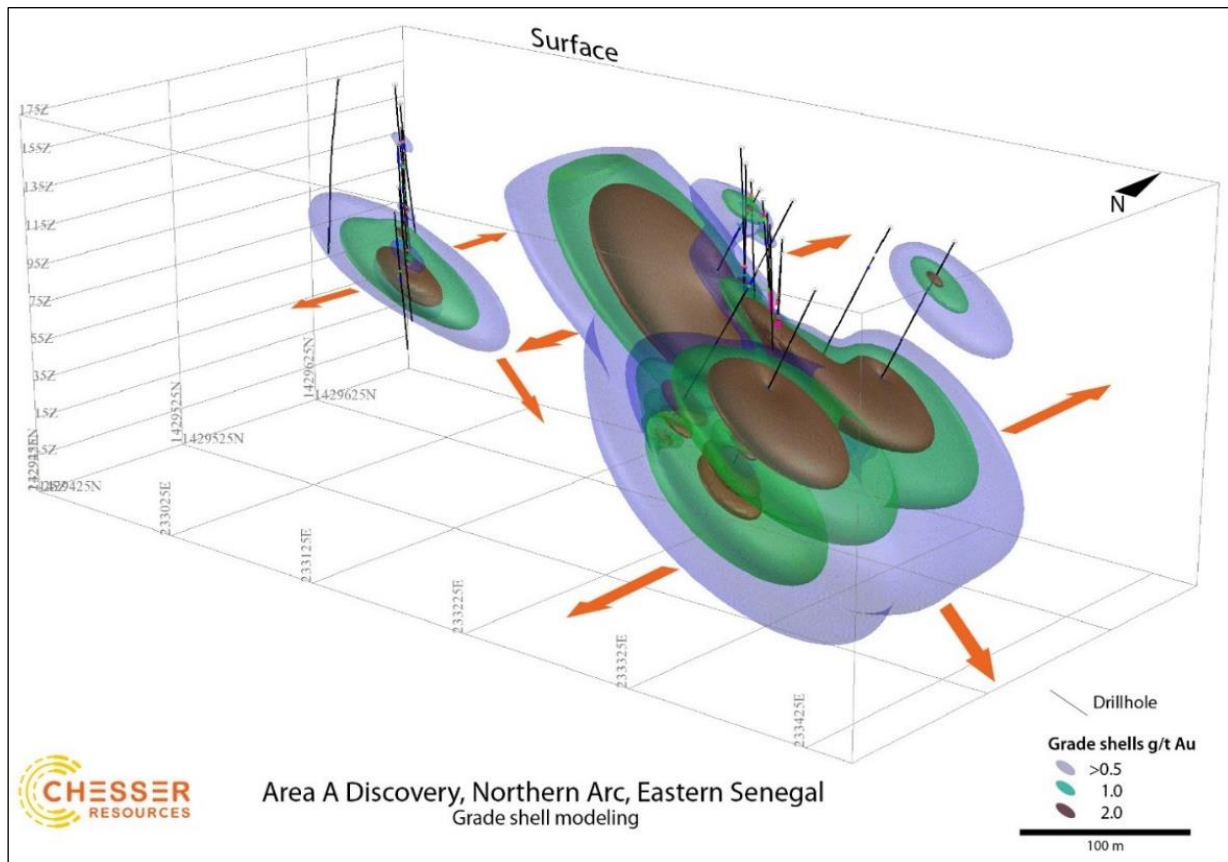 Surface
N
175Z
155Z
135Z
115Z
95Z
75Z
55Z
35Z
15Z
1429625N
1429625N
1429525N
1429525N
1429425N
233025E
233125E
233225E
233325E
233425E
Drillhole
Grade shells g/t Au
>0.5
1.0
2.0
100 m
CHESSER
RESOURCES
Area A Discovery, Northern Arc, Eastern Senegal
Grade shell modeling